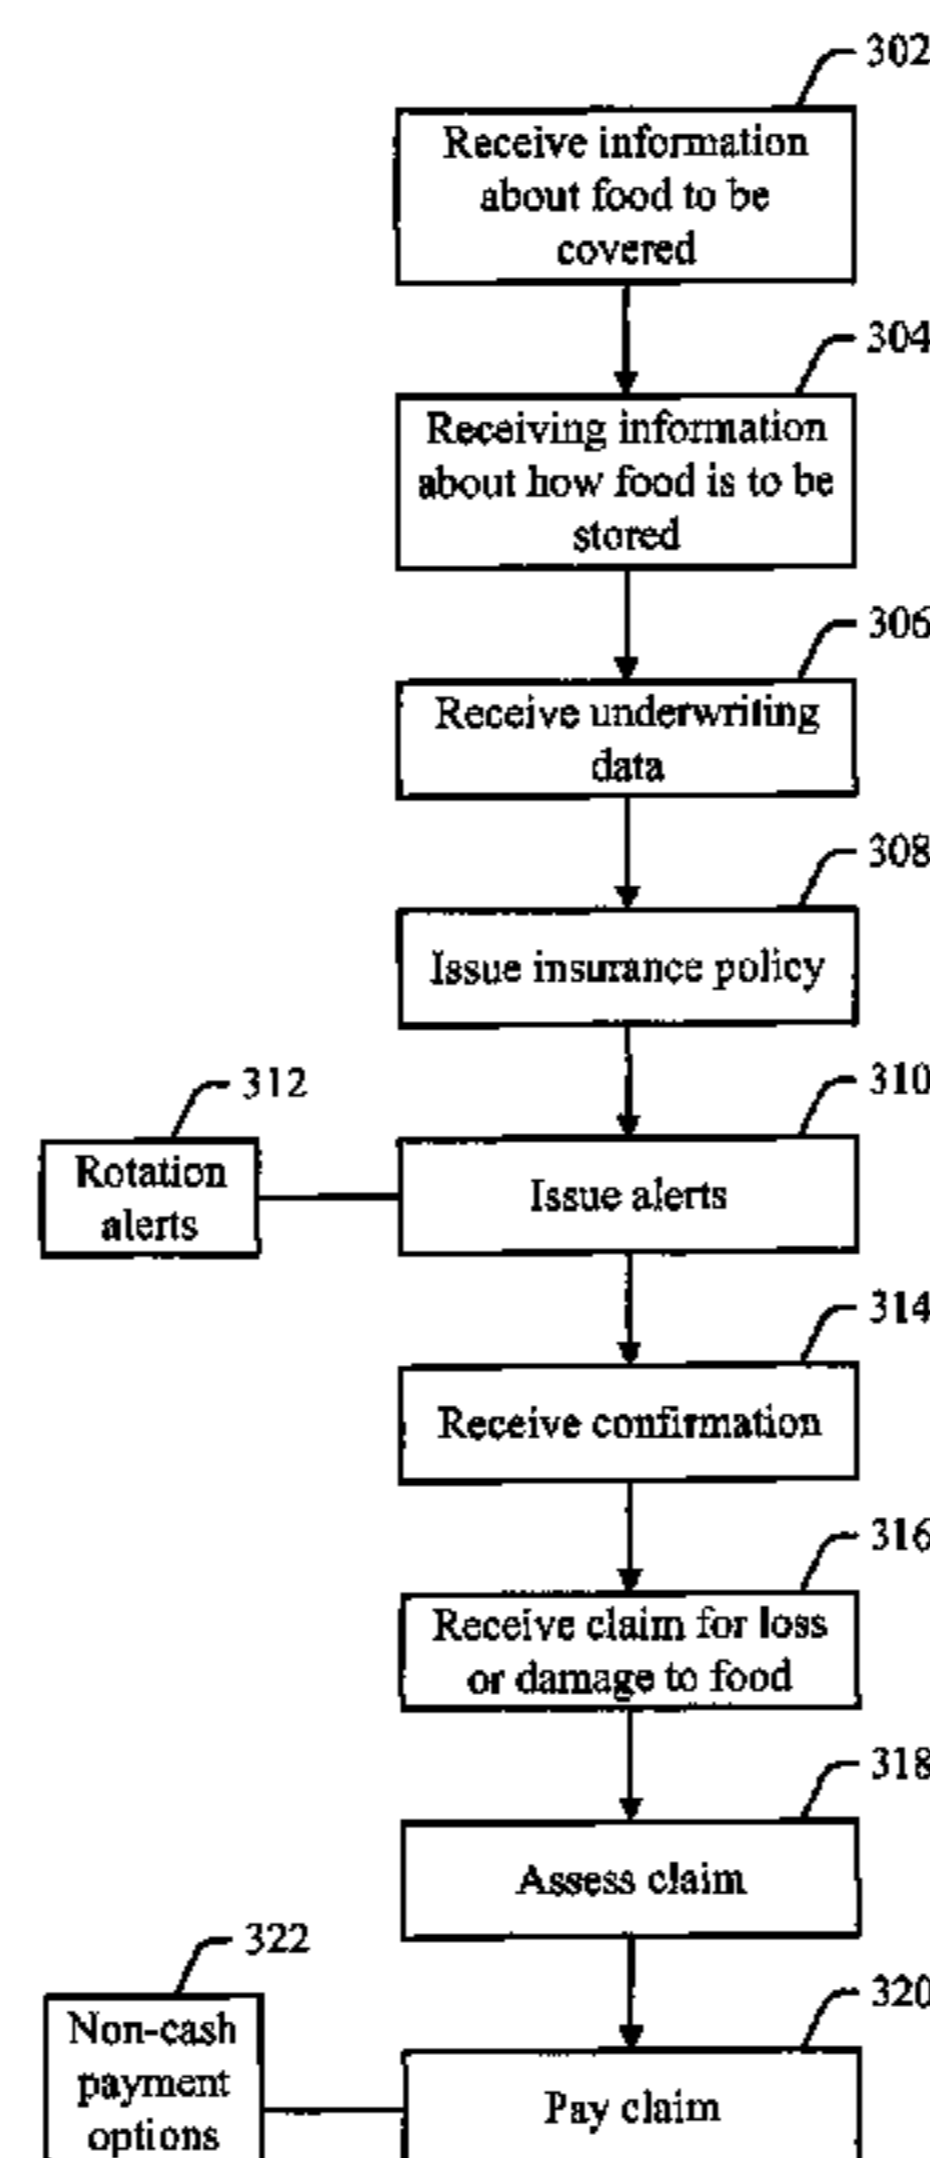 302
Receive information
about food to be
covered
304
Receiving information
about how food is to be
stored
306
Receive underwriting
data
308
Issue insurance policy
312
310
Rotation
alerts
Issue alerts
314
Receive confirmation
316
Receive claim for loss
or damage to food
318
Assess claim
322
320
Non-cash
payment
options
Pay claim